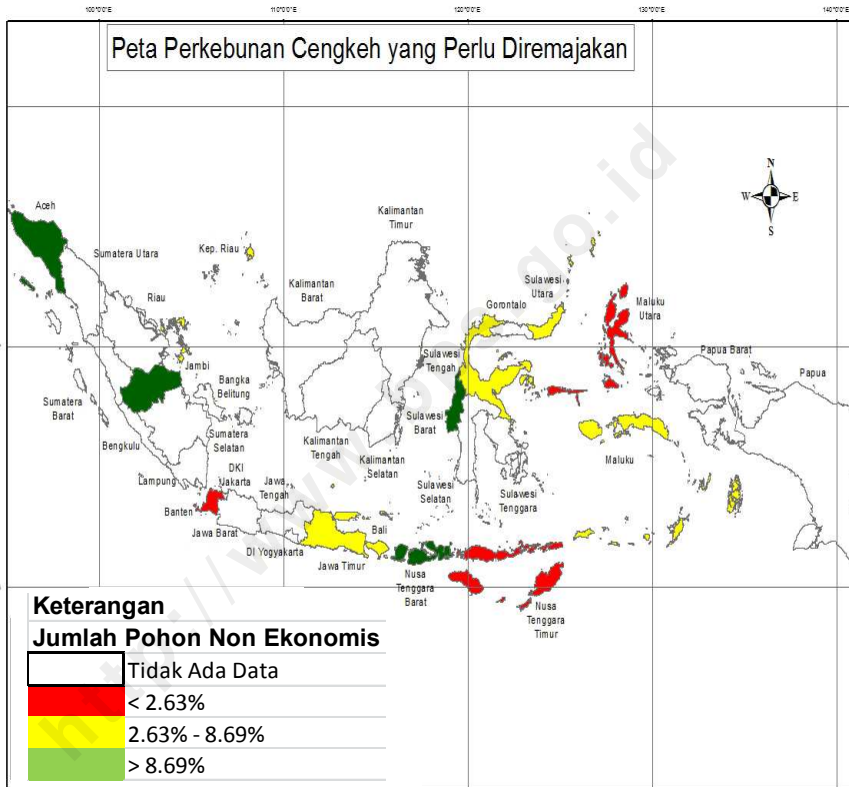 100°0'0"E 110°0'0"E 120°0'0"E 130°0'0"E 140°0'0"E
Peta Perkebunan Cengkeh yang Perlu Diremajakan
N
W E
S
Aceh
Sumatera Utara
Kep. Riau
Riau
Kalimantan
Timur
Kalimantan
Barat
Gorontalo
Sulawesi
Utara
Maluku
Utara
Papua Barat
Papua
Jambi
Bangka
Belitung
Sumatera
Barat
Sulawesi
Tengah
Sulawesi
Barat
Bengkulu
Sumatera
Selatan
Kalimantan
Tengah
Kalimantan
Selatan
Maluku
Lampung
DKI
Jakarta
Jawa
Tengah
Sulawesi
Selatan
Sulawesi
Tenggara
Banten
Jawa Barat
Bali
DI Yogyakarta
Jawa Timur
Nusa
Tenggara
Barat
Nusa
Tenggara
Timur
Keterangan
Jumlah Pohon Non Ekonomis
Tidak Ada Data
< 2.63%
2.63% - 8.69%
> 8.69%